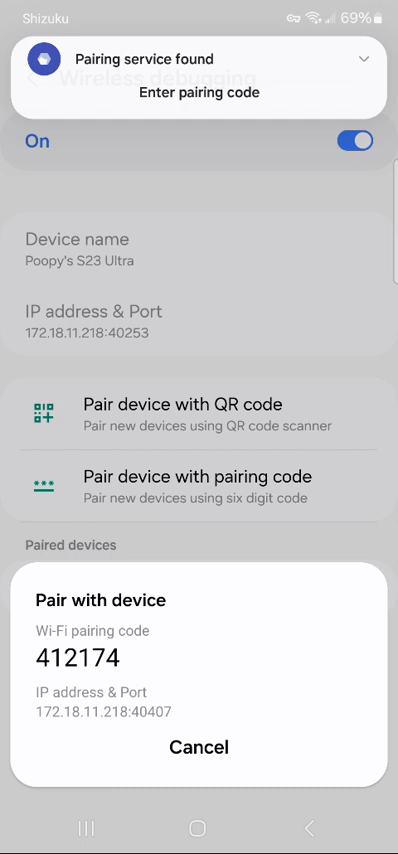 Shizuku
69%
Pairing service found
Enter pairing code
Wireless debugging
On
Device name
Poopy's S23 Ultra
IP address & Port
172.18.11.218:40253
Pair device with QR code
Pair new devices using QR code scanner
Pair device with pairing code
Pair new devices using six digit code
Paired devices
Pair with device
Wi-Fi pairing code
412174
IP address & Port
172.18.11.218:40407
Cancel